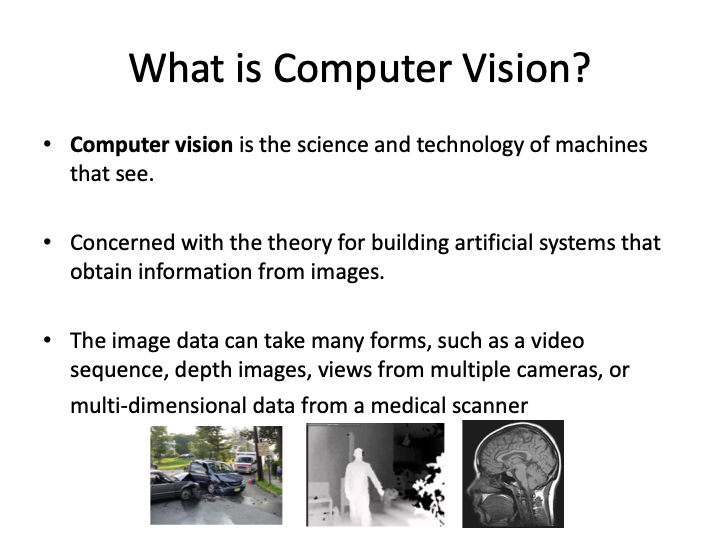 What is Computer Vision?
• Computer vision is the science and technology of machines
that see.
• Concerned with the theory for building artificial systems that
obtain information from images.
• The image data can take many forms, such as a video
sequence, depth images, views from multiple cameras, or
multi-dimensional data from a medical scanner